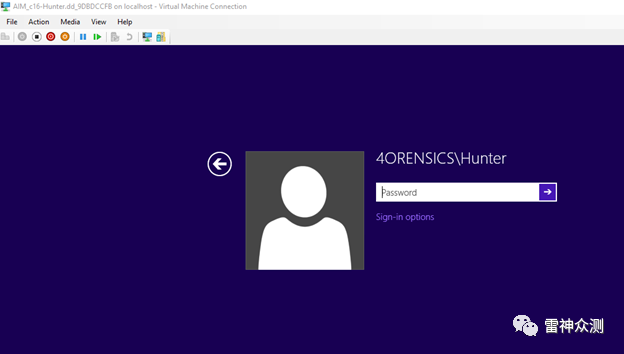 AIM_c16-Hunter.dd_9DBDCCFB on localhost - Virtual Machine Connection
File Action Media View Help
4ORENSICS\Hunter
Password
Sign-in options
雷神众测